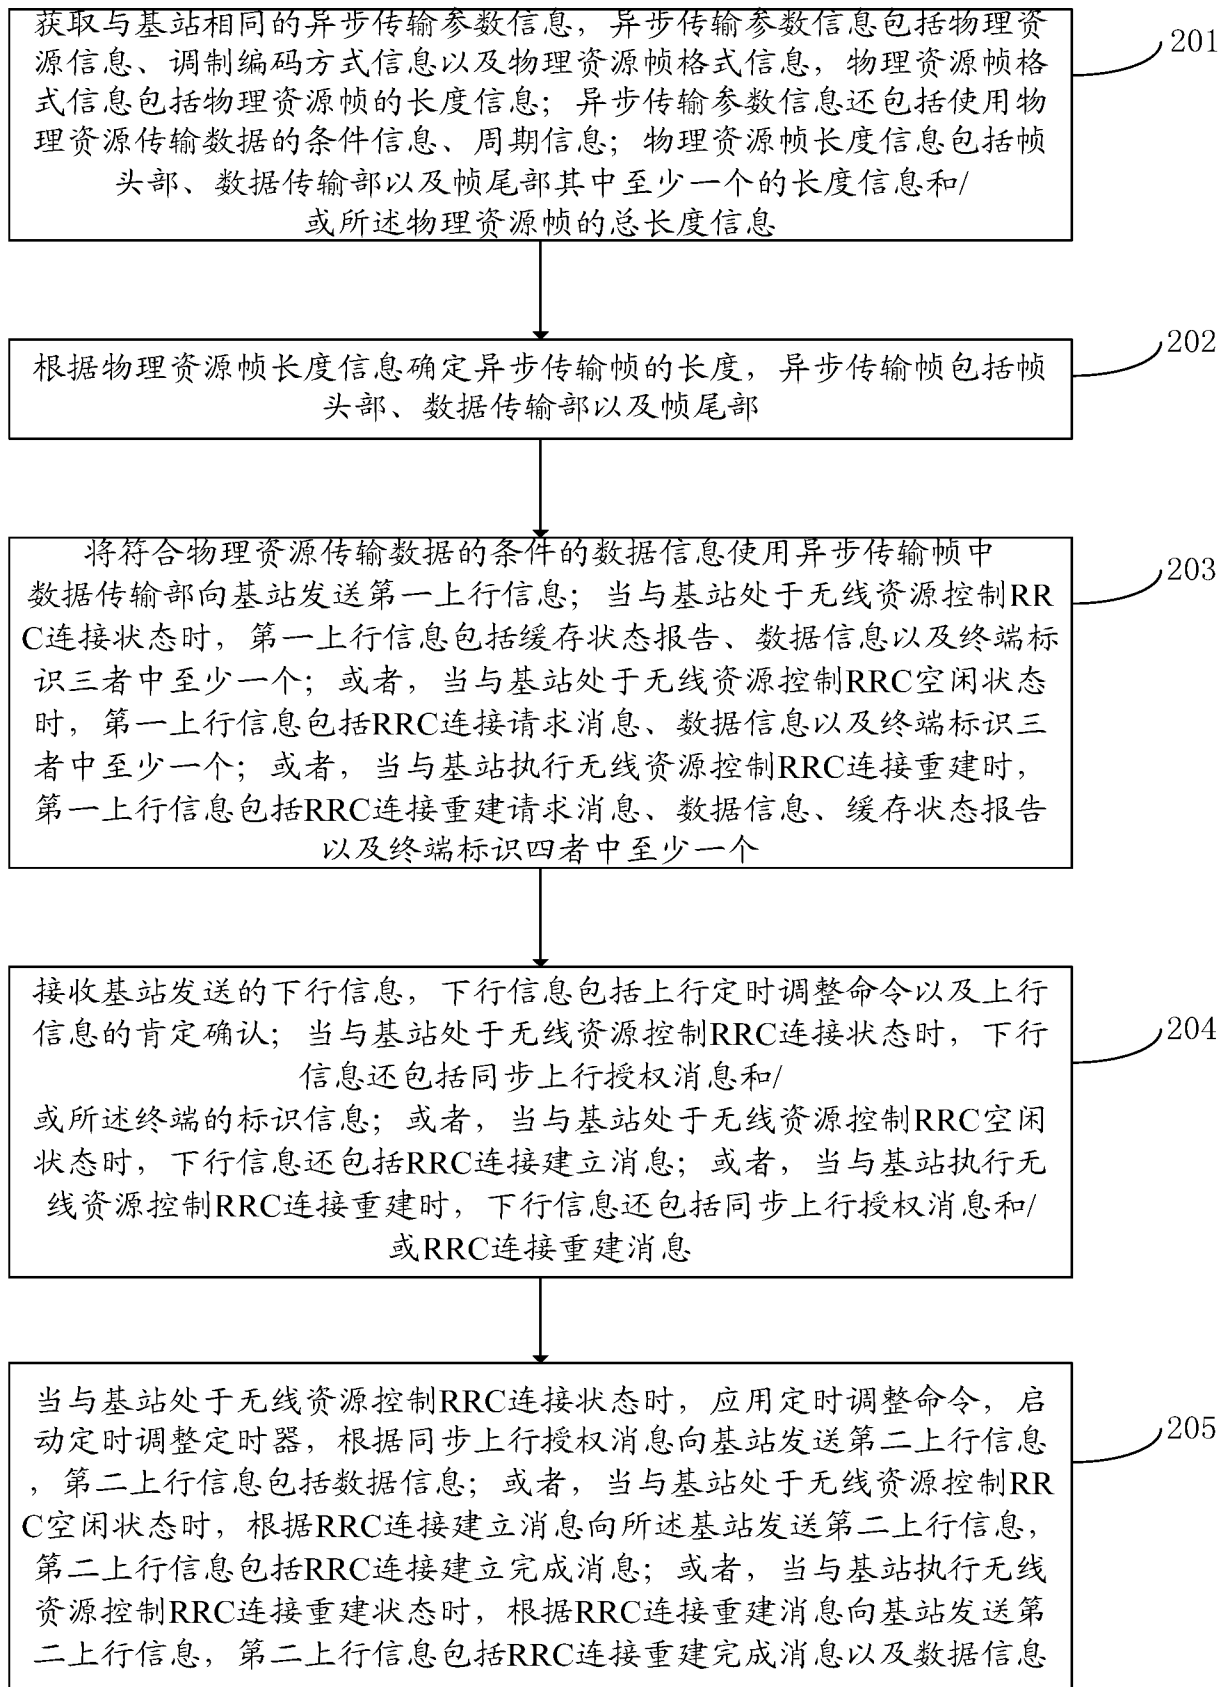 获取与基站相同的异步传输参数信息，异步传输参数信息包括物理资
源信息、调制编码方式信息以及物理资源帧格式信息，物理资源帧格
式信息包括物理资源帧的长度信息；异步传输参数信息还包括使用物
理资源传输数据的条件信息、周期信息；物理资源帧长度信息包括帧
头部、数据传输部以及帧尾部其中至少一个的长度信息和/
或所述物理资源帧的总长度信息
201
根据物理资源帧长度信息确定异步传输帧的长度，异步传输帧包括帧
头部、数据传输部以及帧尾部
202
将符合物理资源传输数据的条件的数据信息使用异步传输帧中
数据传输部向基站发送第一上行信息；当与基站处于无线资源控制RR
C连接状态时，第一上行信息包括缓存状态报告、数据信息以及终端标
识三者中至少一个；或者，当与基站处于无线资源控制RRC空闲状态
时，第一上行信息包括RRC连接请求消息、数据信息以及终端标识三
者中至少一个；或者，当与基站执行无线资源控制RRC连接重建时，
第一上行信息包括RRC连接重建请求消息、数据信息、缓存状态报告
以及终端标识四者中至少一个
203
接收基站发送的下行信息，下行信息包括上行定时调整命令以及上行
信息的肯定确认；当与基站处于无线资源控制RRC连接状态时，下行
信息还包括同步上行授权消息和/
或所述终端的标识信息；或者，当与基站处于无线资源控制RRC空闲
状态时，下行信息还包括RRC连接建立消息；或者，当与基站执行无
线资源控制RRC连接重建时，下行信息还包括同步上行授权消息和/
或RRC连接重建消息
204
当与基站处于无线资源控制RRC连接状态时，应用定时调整命令，启
动定时调整定时器，根据同步上行授权消息向基站发送第二上行信息
，第二上行信息包括数据信息；或者，当与基站处于无线资源控制RR
C空闲状态时，根据RRC连接建立消息向所述基站发送第二上行信息，
第二上行信息包括RRC连接建立完成消息；或者，当与基站执行无线
资源控制RRC连接重建状态时，根据RRC连接重建消息向基站发送第
二上行信息，第二上行信息包括RRC连接重建完成消息以及数据信息
205